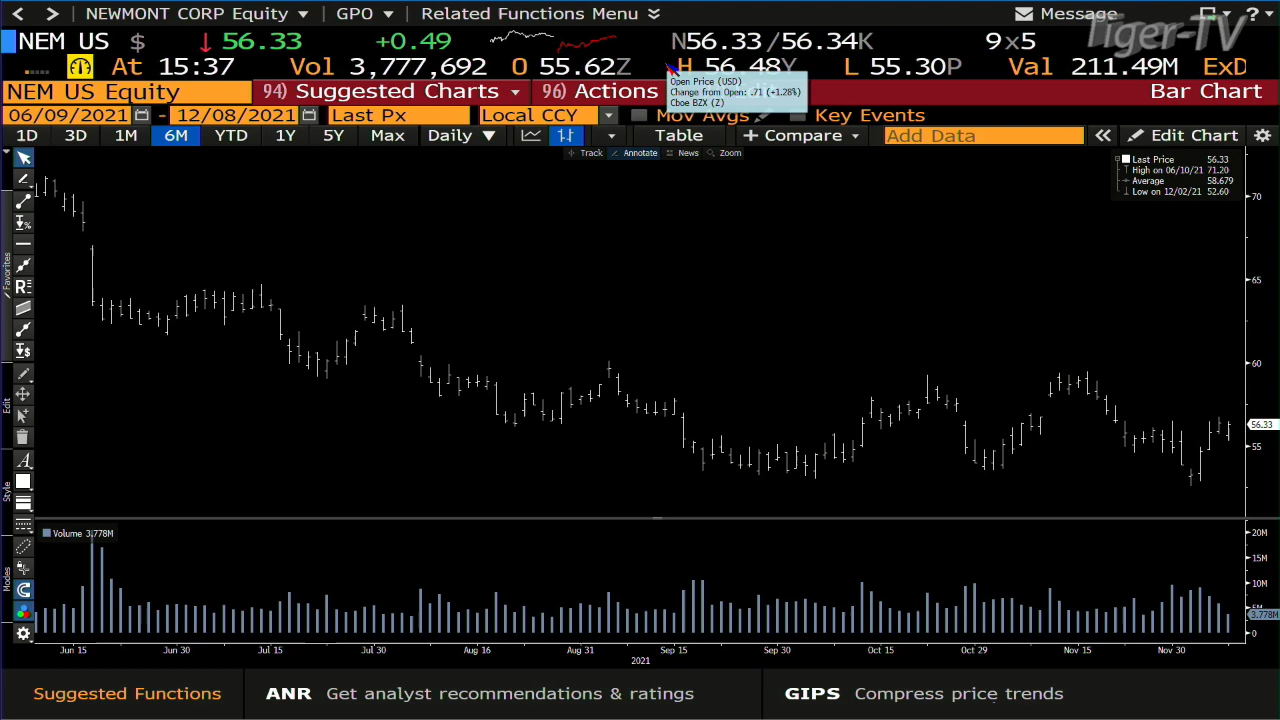 NEWMONT CORP Equity GPO Related Functions Menu Message ?
Tiger-TV
NEM US $ 56.33 +0.49 N56.33/56.34K 9x5
At 15:37 Vol 3,777,692 O 55.62Z H 56.48Y L 55.30P Val 211.49M ExD
Open Price (USD)
Change from Open: .71 (+1.28%)
Cboe BZX (Z)
NEM US Equity 94) Suggested Charts 96) Actions Bar Chart
06/09/2021 - 12/08/2021 Last Px Local CCY Mov Avgs Key Events
1D 3D 1M 6M YTD 1Y 5Y Max Daily Table + Compare Add Data Edit Chart
Track Annotate News Zoom
Last Price 56.33
High on 06/10/21 71.20
Average 58.679
Low on 12/02/21 52.60
70
65
60
56.33
55
Favorites
Edit
Style
Modes
Volume 3.778M
20M
15M
10M
5M
3.778M
0
Jun 15 Jun 30 Jul 15 Jul 30 Aug 16 Aug 31 Sep 15 Sep 30 Oct 15 Oct 29 Nov 15 Nov 30
2021
Suggested Functions ANR Get analyst recommendations & ratings GIPS Compress price trends